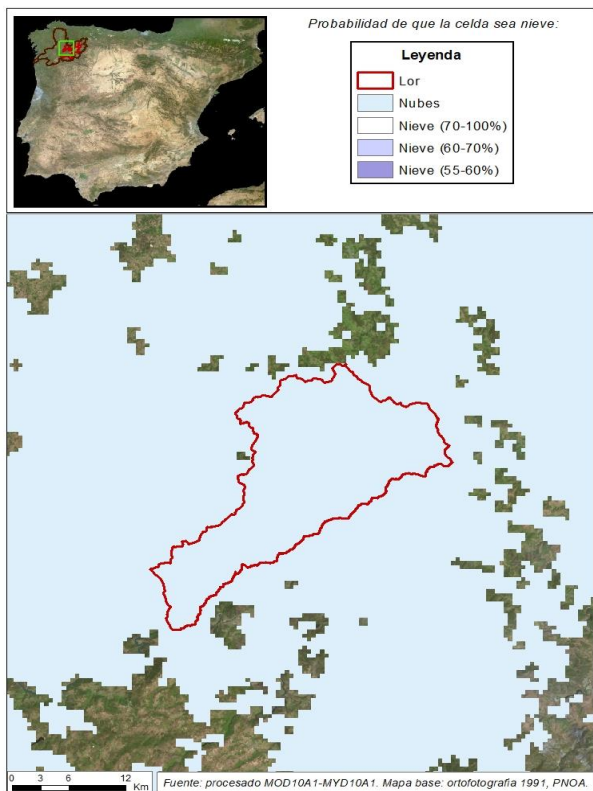 Probabilidad de que la celda sea nieve:
Leyenda
Lor
Nubes
Nieve (70-100%)
Nieve (60-70%)
Nieve (55-60%)
0 3 6 12
Km
Fuente: procesado MOD10A1-MYD10A1. Mapa base: ortofotografia 1991, PNOA.